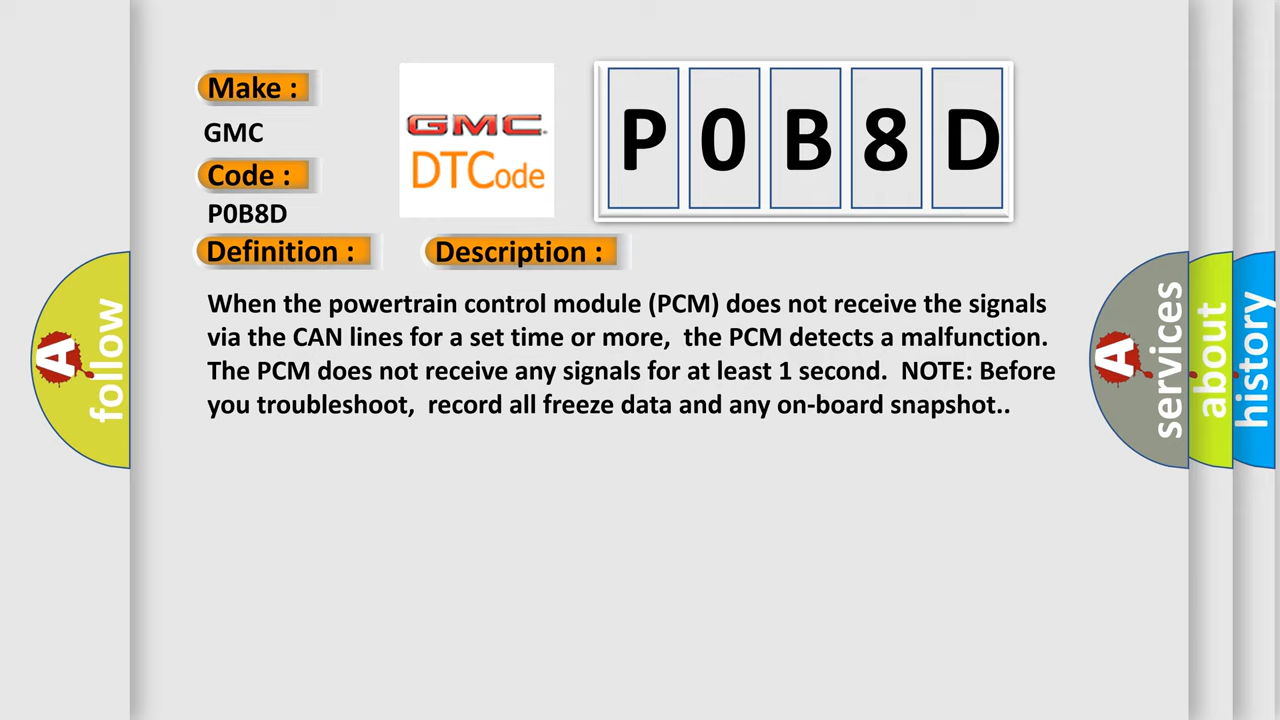 Make :
GMC
Code :
P0B8D
GMC
DTCode
P0B8D
Definition :
Description :
When the powertrain control module (PCM) does not receive the signals
via the CAN lines for a set time or more,  the PCM detects a malfunction.
The PCM does not receive any signals for at least 1 second.  NOTE: Before
you troubleshoot,  record all freeze data and any on-board snapshot..
A
follow
A
services
about
history